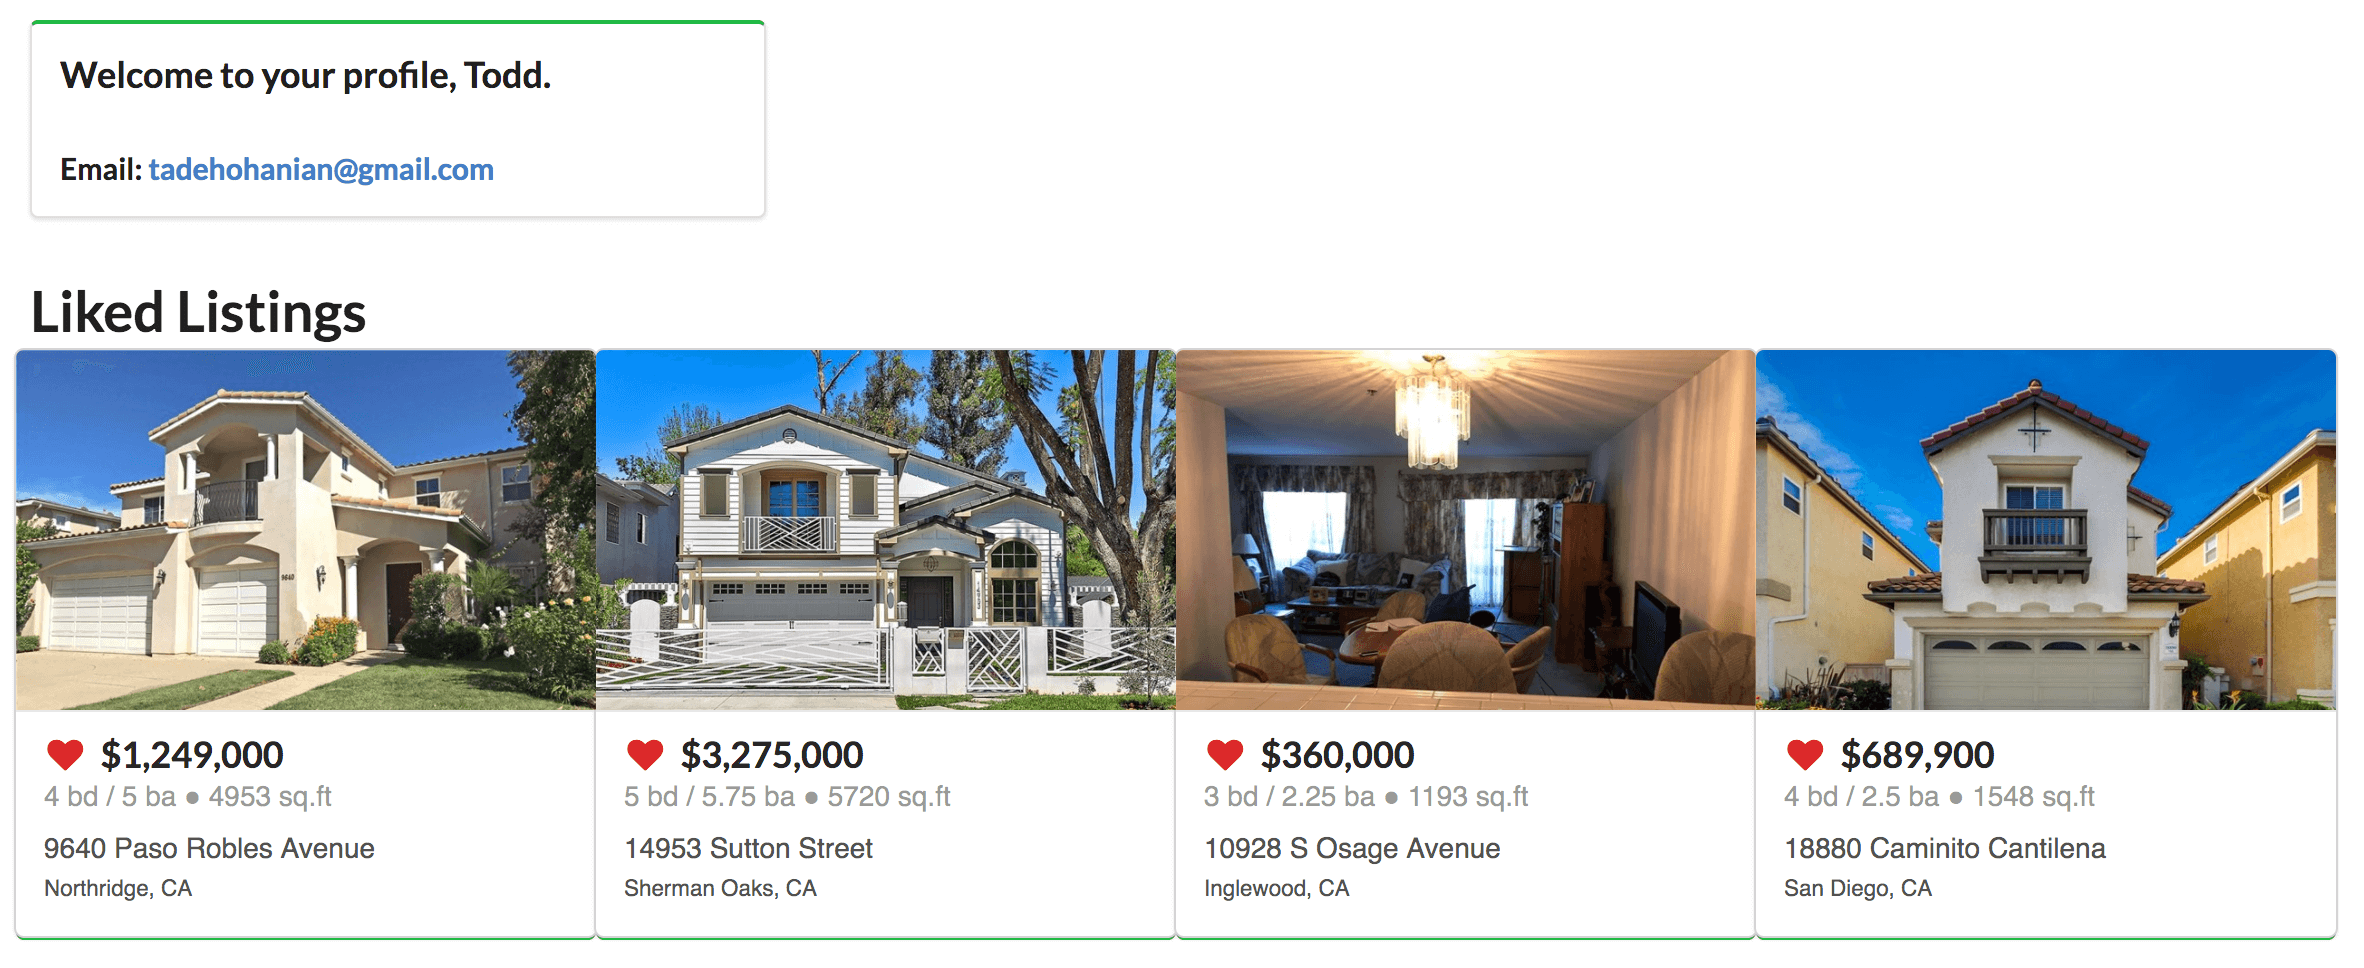 Welcome to your profile, Todd.
Email: tadehohanian@gmail.com
Liked Listings
$1,249,000
4 bd / 5 ba ● 4953 sq.ft
9640 Paso Robles Avenue
Northridge, CA
$3,275,000
5 bd / 5.75 ba ● 5720 sq.ft
14953 Sutton Street
Sherman Oaks, CA
$360,000
3 bd / 2.25 ba ● 1193 sq.ft
10928 S Osage Avenue
Inglewood, CA
$689,900
4 bd / 2.5 ba ● 1548 sq.ft
18880 Caminito Cantilena
San Diego, CA
9640